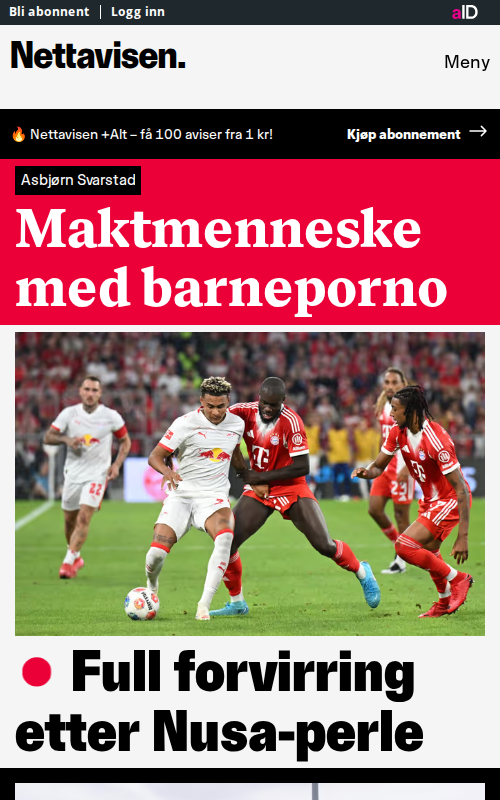 Bli abonnent | Logg inn
aID
Nettavisen.
Meny
🔥 Nettavisen +Alt – få 100 aviser fra 1 kr!
Kjøp abonnement →
Asbjørn Svarstad
Maktmenneske
med barneporno
Full forvirring
etter Nusa-perle